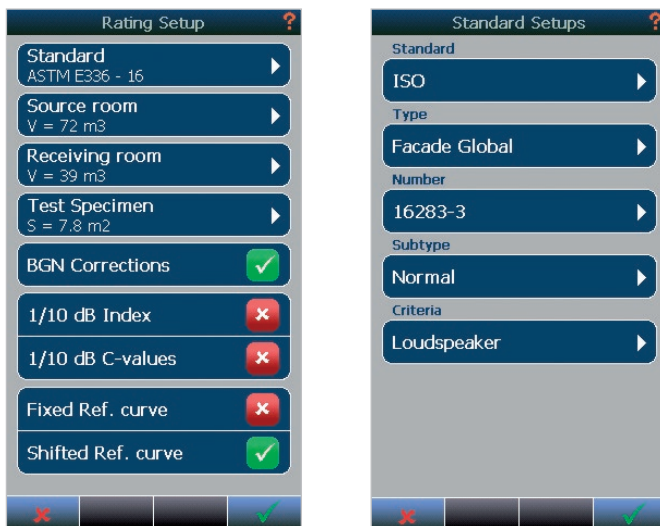 Rating Setup ?
Standard
ASTM E336 - 16
Source room
V = 72 m3
Receiving room
V = 39 m3
Test Specimen
S = 7.8 m2
BGN Corrections
1/10 dB Index
1/10 dB C-values
Fixed Ref. curve
Shifted Ref. curve
Standard Setups ?
Standard
ISO
Type
Facade Global
Number
16283-3
Subtype
Normal
Criteria
Loudspeaker